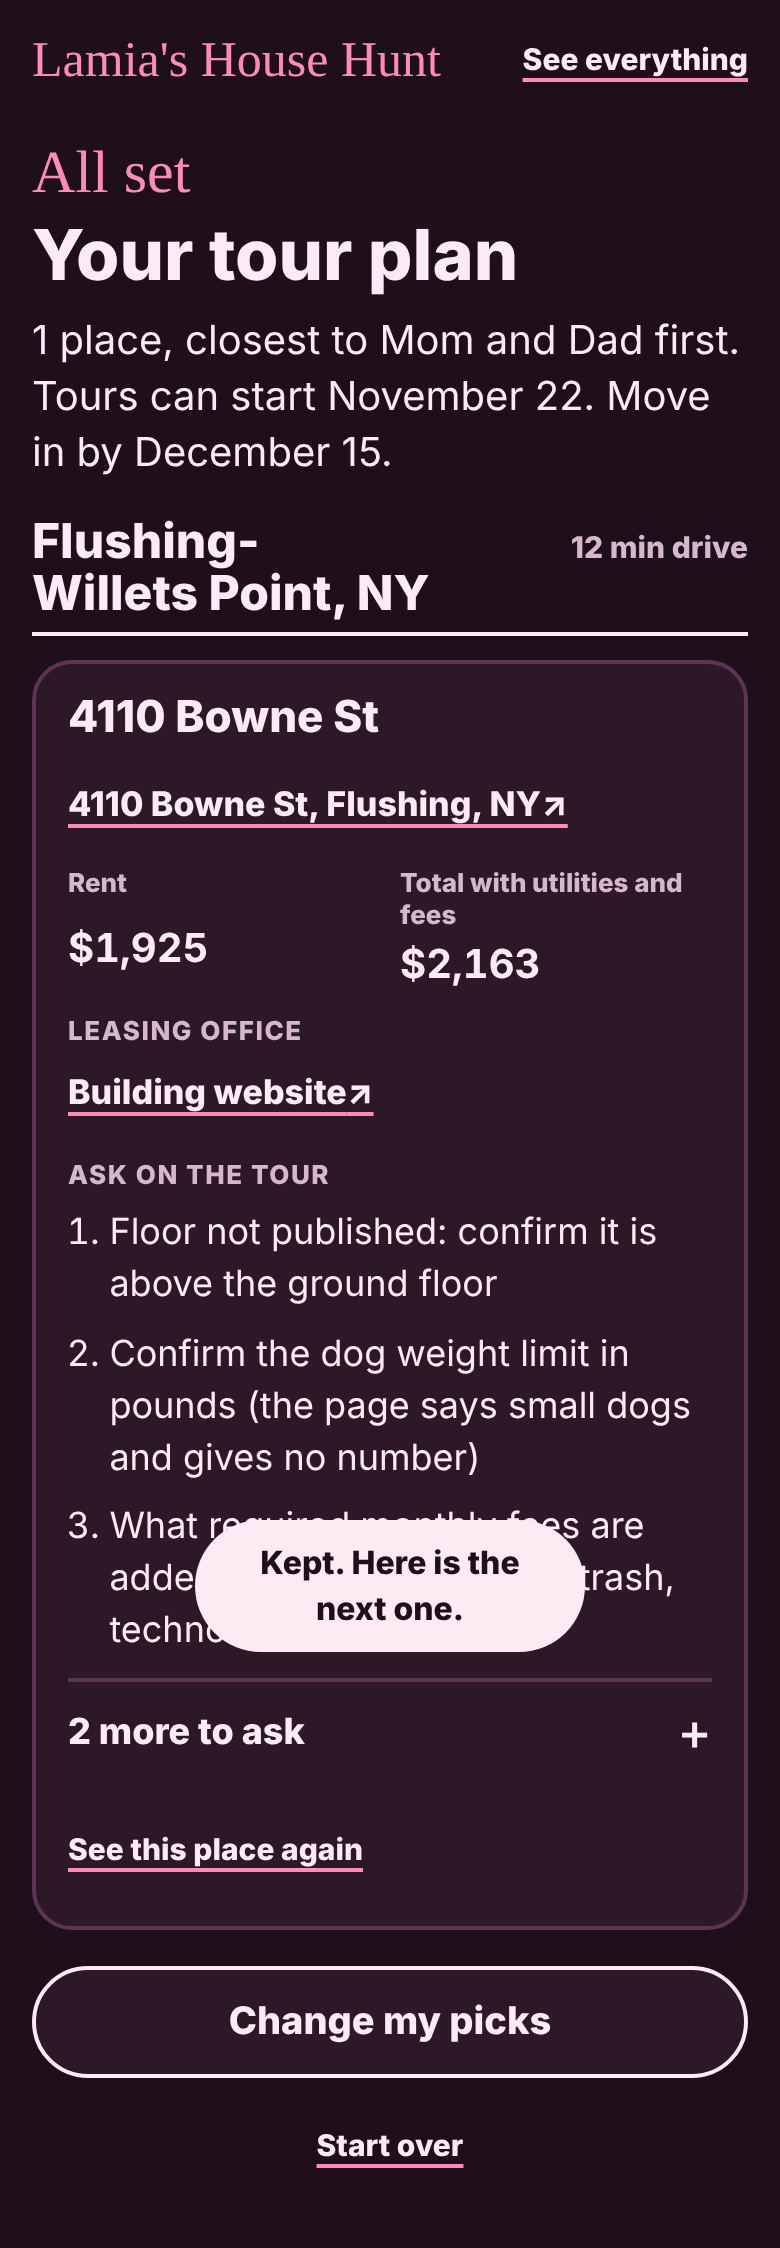 Lamia's House Hunt
See everything
All set
Your tour plan
1 place, closest to Mom and Dad first.
Tours can start November 22. Move
in by December 15.
Flushing-
Willets Point, NY
12 min drive
4110 Bowne St
4110 Bowne St, Flushing, NY↗
Rent
$1,925
Total with utilities and
fees
$2,163
LEASING OFFICE
Building website↗
ASK ON THE TOUR
1. Floor not published: confirm it is
above the ground floor
2. Confirm the dog weight limit in
pounds (the page says small dogs
and gives no number)
3. What required monthly fees are
trash,
Kept. Here is the
next one.
2 more to ask
+
See this place again
Change my picks
Start over